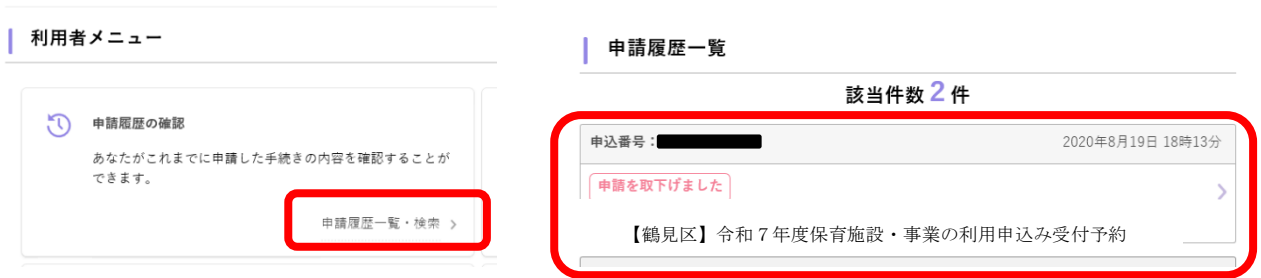 利用者メニュー
申請履歴の確認
あなたがこれまでに申請した手続きの内容を確認することが
できます。
申請履歴一覧・検索 >
申請履歴一覧
該当件数 2 件
申込番号:
2020年8月19日 18時13分
申請を取下げました
【鶴見区】令和7年度保育施設・事業の利用申込み受付予約